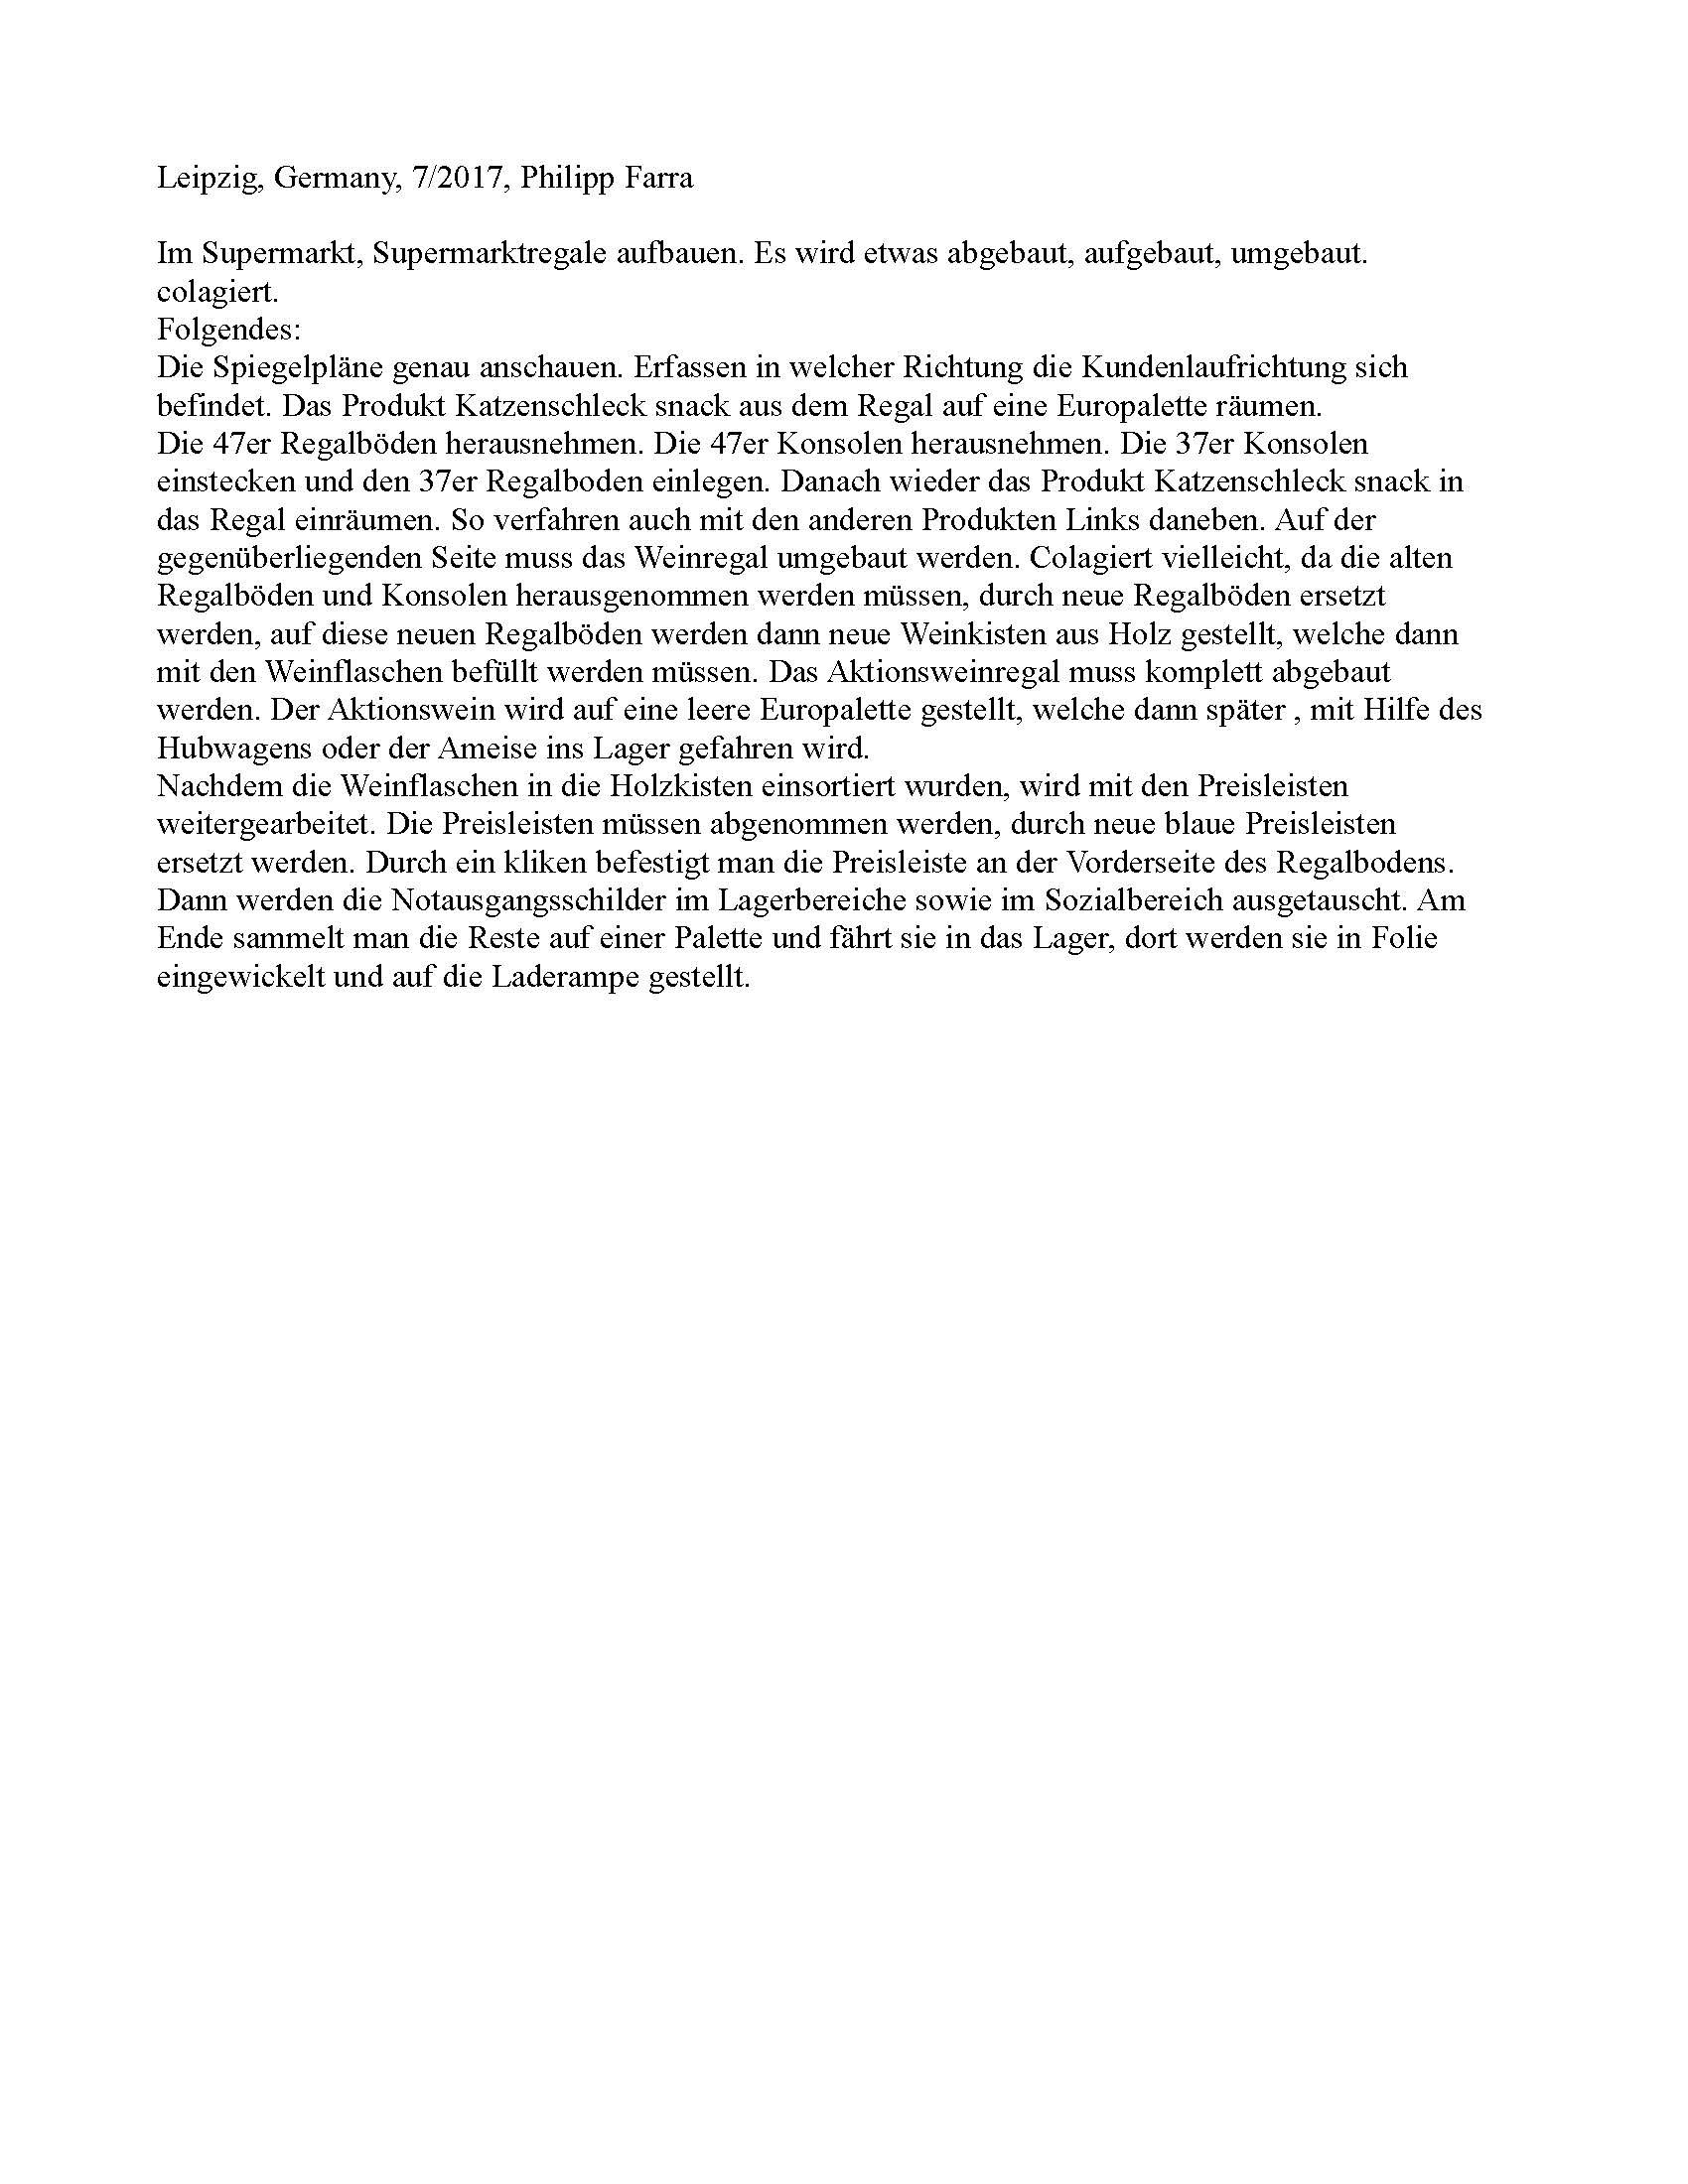 Leipzig, Germany, 7/2017, Philipp Farra
Im Supermarkt, Supermarktregale aufbauen. Es wird etwas abgebaut, aufgebaut, umgebaut.
colagiert.
Folgendes:
Die Spiegelpläne genau anschauen. Erfassen in welcher Richtung die Kundenlaufrichtung sich
befindet. Das Produkt Katzenschleck snack aus dem Regal auf eine Europalette räumen.
Die 47er Regalböden herausnehmen. Die 47er Konsolen herausnehmen. Die 37er Konsolen
einstecken und den 37er Regalboden einlegen. Danach wieder das Produkt Katzenschleck snack in
das Regal einräumen. So verfahren auch mit den anderen Produkten Links daneben. Auf der
gegenüberliegenden Seite muss das Weinregal umgebaut werden. Colagiert vielleicht, da die alten
Regalböden und Konsolen herausgenommen werden müssen, durch neue Regalböden ersetzt
werden, auf diese neuen Regalböden werden dann neue Weinkisten aus Holz gestellt, welche dann
mit den Weinflaschen befüllt werden müssen. Das Aktionsweinregal muss komplett abgebaut
werden. Der Aktionswein wird auf eine leere Europalette gestellt, welche dann später , mit Hilfe des
Hubwagens oder der Ameise ins Lager gefahren wird.
Nachdem die Weinflaschen in die Holzkisten einsortiert wurden, wird mit den Preisleisten
weitergearbeitet. Die Preisleisten müssen abgenommen werden, durch neue blaue Preisleisten
ersetzt werden. Durch ein kliken befestigt man die Preisleiste an der Vorderseite des Regalbodens.
Dann werden die Notausgangsschilder im Lagerbereiche sowie im Sozialbereich ausgetauscht. Am
Ende sammelt man die Reste auf einer Palette und fährt sie in das Lager, dort werden sie in Folie
eingewickelt und auf die Laderampe gestellt.